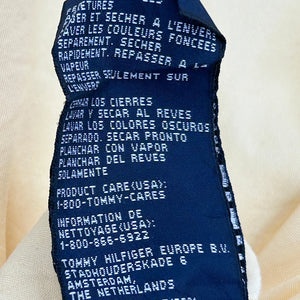 LAVER ET SECHER A L'ENVERS
LAVER LES COULEURS FONCEES
SEPAREMENT. SECHER
RAPIDEMENT. REPASSER A LA
VAPEUR
REPASSER SEULEMENT SUR
L'ENVERS
CERRAR LOS CIERRES
LAVAR Y SECAR AL REVES
LAVAR LOS COLORES OSCUROS
SEPARADO. SECAR PRONTO
PLANCHAR CON VAPOR
PLANCHAR DEL REVES
SOLAMENTE
PRODUCT CARE(USA):
1-800-TOMMY-CARES
INFORMATION DE
NETTOYAGE(USA):
1-800-866-6922
TOMMY HILFIGER EUROPE B.V.
STADHOUDERSKADE 6
AMSTERDAM,
THE NETHERLANDS